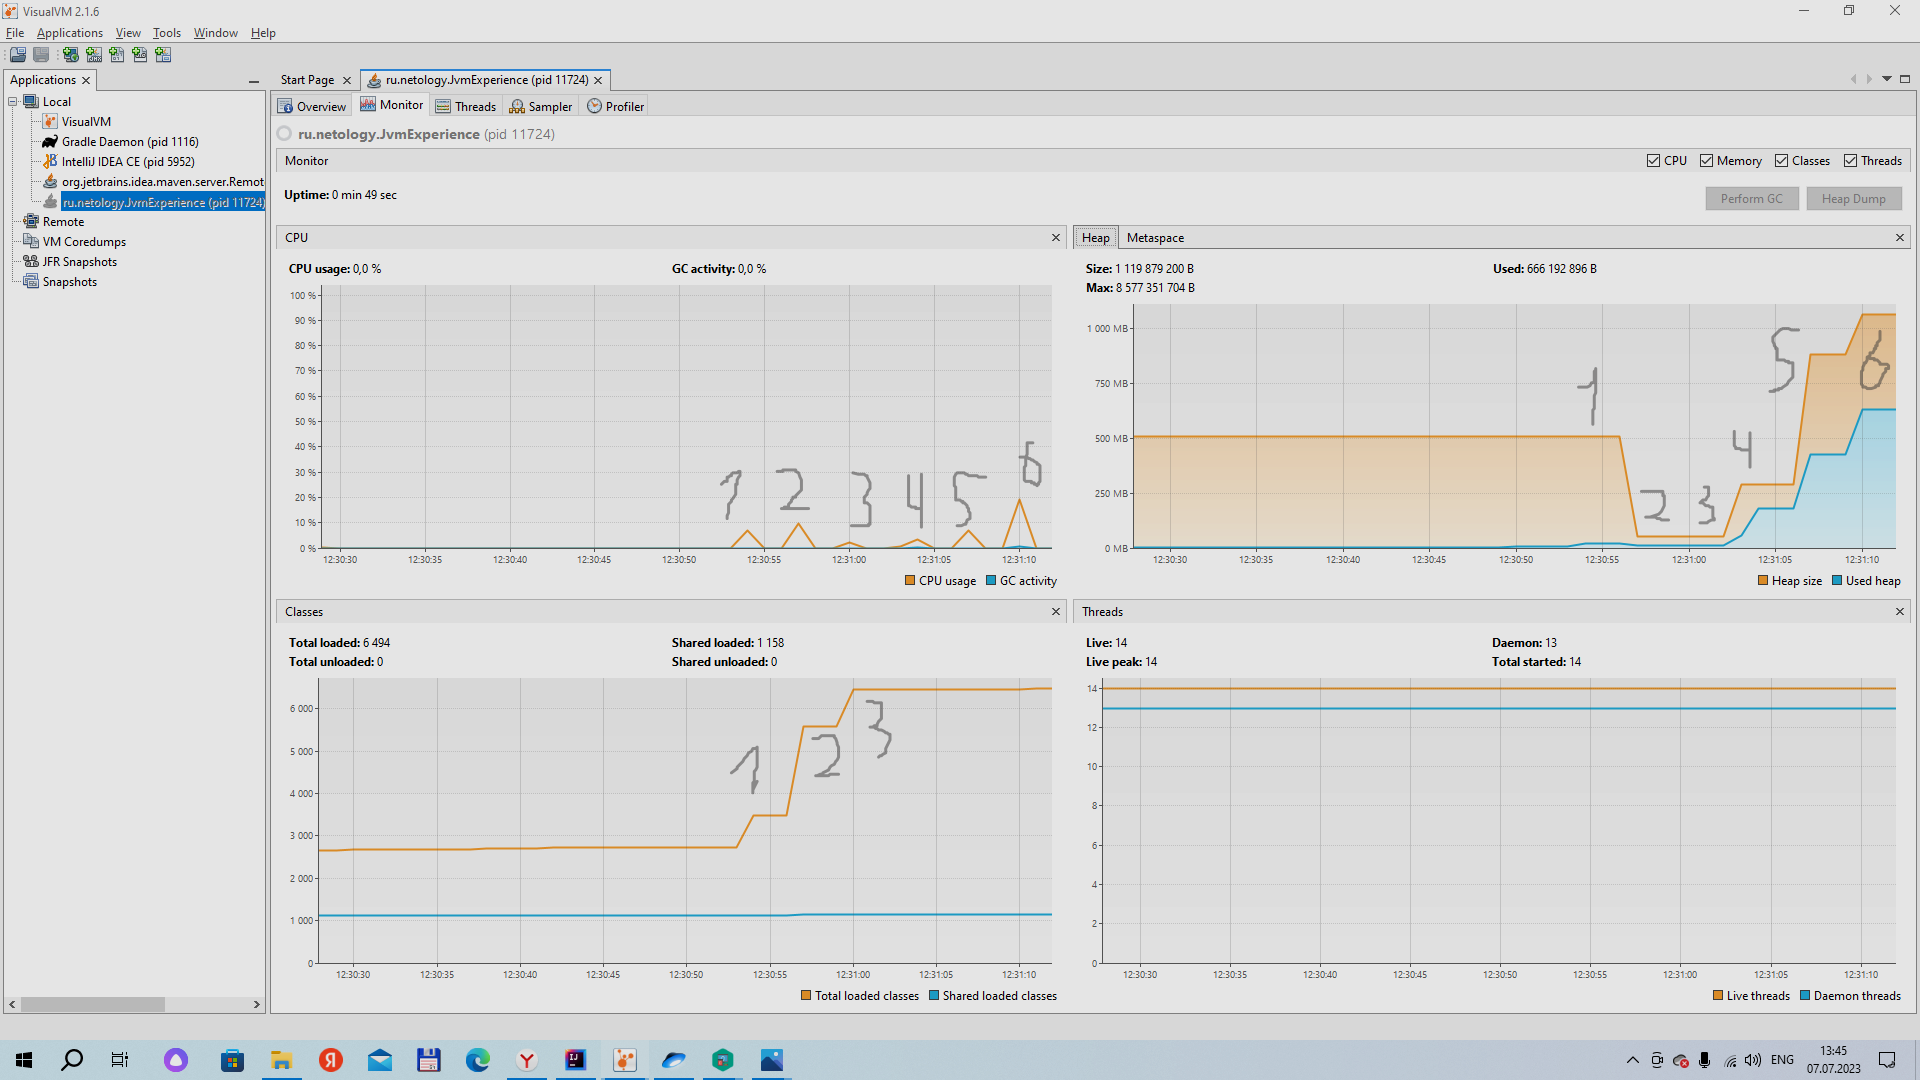 VisualVM 2.1.6
File Applications View Tools Window Help
Applications
Start Page
ru.netology.JvmExperience (pid 11724)
Local
VisualVM
Gradle Daemon (pid 1116)
IntelliJ IDEA CE (pid 5952)
org.jetbrains.idea.maven.server.Remot
ru.netology.JvmExperience (pid 11724)
Remote
VM Coredumps
JFR Snapshots
Snapshots
Overview Monitor Threads Sampler Profiler
ru.netology.JvmExperience (pid 11724)
Monitor
CPU Memory Classes Threads
Uptime: 0 min 49 sec
Perform GC Heap Dump
CPU
CPU usage: 0,0 % GC activity: 0,0 %
100 %
90 %
80 %
70 %
60 %
50 %
40 %
30 %
20 %
10 %
0 %
1 2 3 4 5 6
12:30:30 12:30:35 12:30:40 12:30:45 12:30:50 12:30:55 12:31:00 12:31:05 12:31:10
CPU usage GC activity
Heap Metaspace
Size: 1 119 879 200 B Used: 666 192 896 B
Max: 8 577 351 704 B
1 000 MB
750 MB
500 MB
250 MB
0 MB
1 2 3 4 5 6
12:30:30 12:30:35 12:30:40 12:30:45 12:30:50 12:30:55 12:31:00 12:31:05 12:31:10
Heap size Used heap
Classes
Total loaded: 6 494 Shared loaded: 1 158
Total unloaded: 0 Shared unloaded: 0
6 000
5 000
4 000
3 000
2 000
1 000
0
1 2 3
12:30:30 12:30:35 12:30:40 12:30:45 12:30:50 12:30:55 12:31:00 12:31:05 12:31:10
Total loaded classes Shared loaded classes
Threads
Live: 14 Daemon: 13
Live peak: 14 Total started: 14
14
12
10
8
6
4
2
0
12:30:30 12:30:35 12:30:40 12:30:45 12:30:50 12:30:55 12:31:00 12:31:05 12:31:10
Live threads Daemon threads
ENG
13:45
07.07.2023